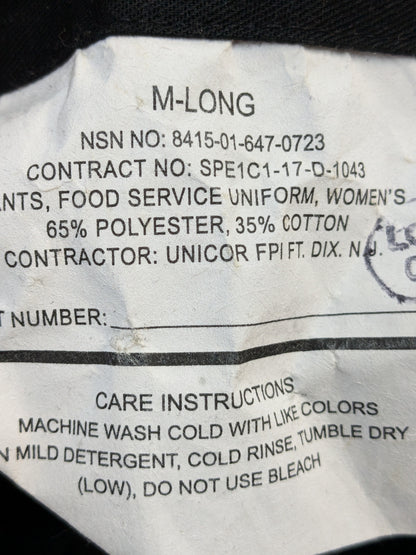 M-LONG
NSN NO: 8415-01-647-0723
CONTRACT NO: SPE1C1-17-D-1043
NTS, FOOD SERVICE UNIFORM, WOMEN'S
65% POLYESTER, 35% COTTON
CONTRACTOR: UNICOR FPI FT. DIX. N.J.
T NUMBER:
CARE INSTRUCTIONS
MACHINE WASH COLD WITH LIKE COLORS
N MILD DETERGENT, COLD RINSE, TUMBLE DRY
(LOW), DO NOT USE BLEACH